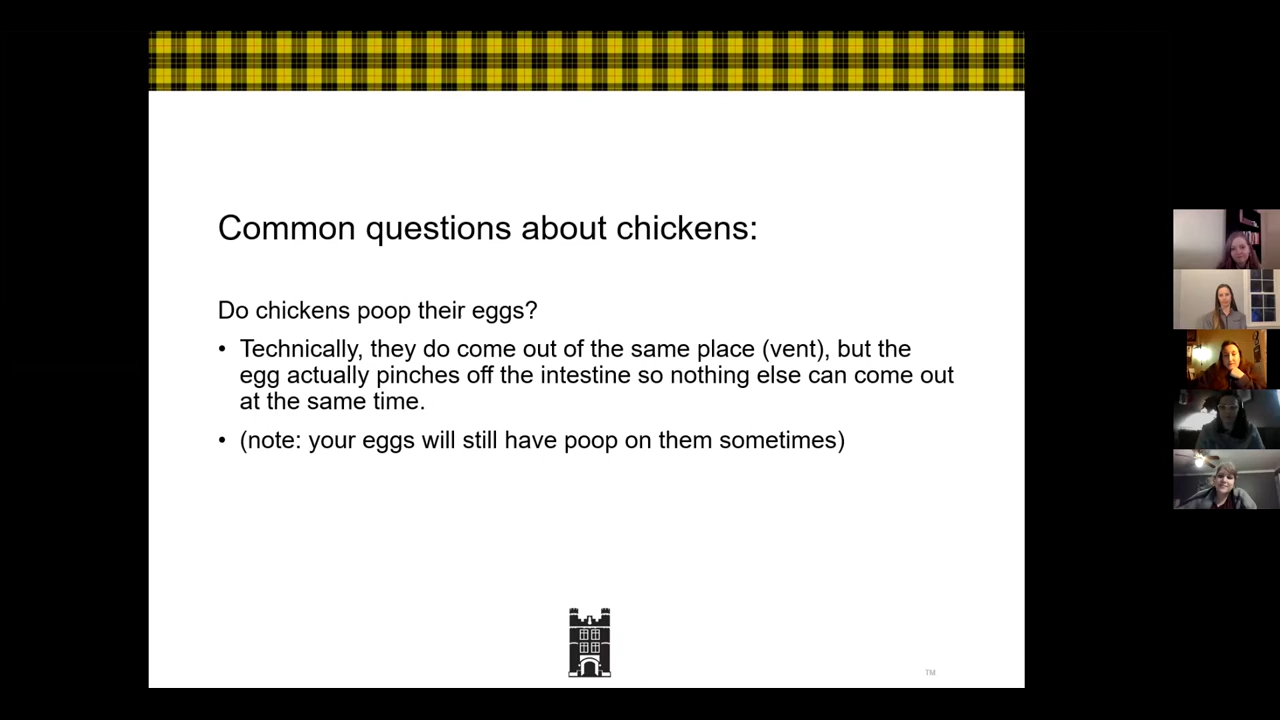 Common questions about chickens:
Do chickens poop their eggs?
• Technically, they do come out of the same place (vent), but the
egg actually pinches off the intestine so nothing else can come out
at the same time.
• (note: your eggs will still have poop on them sometimes)
TM